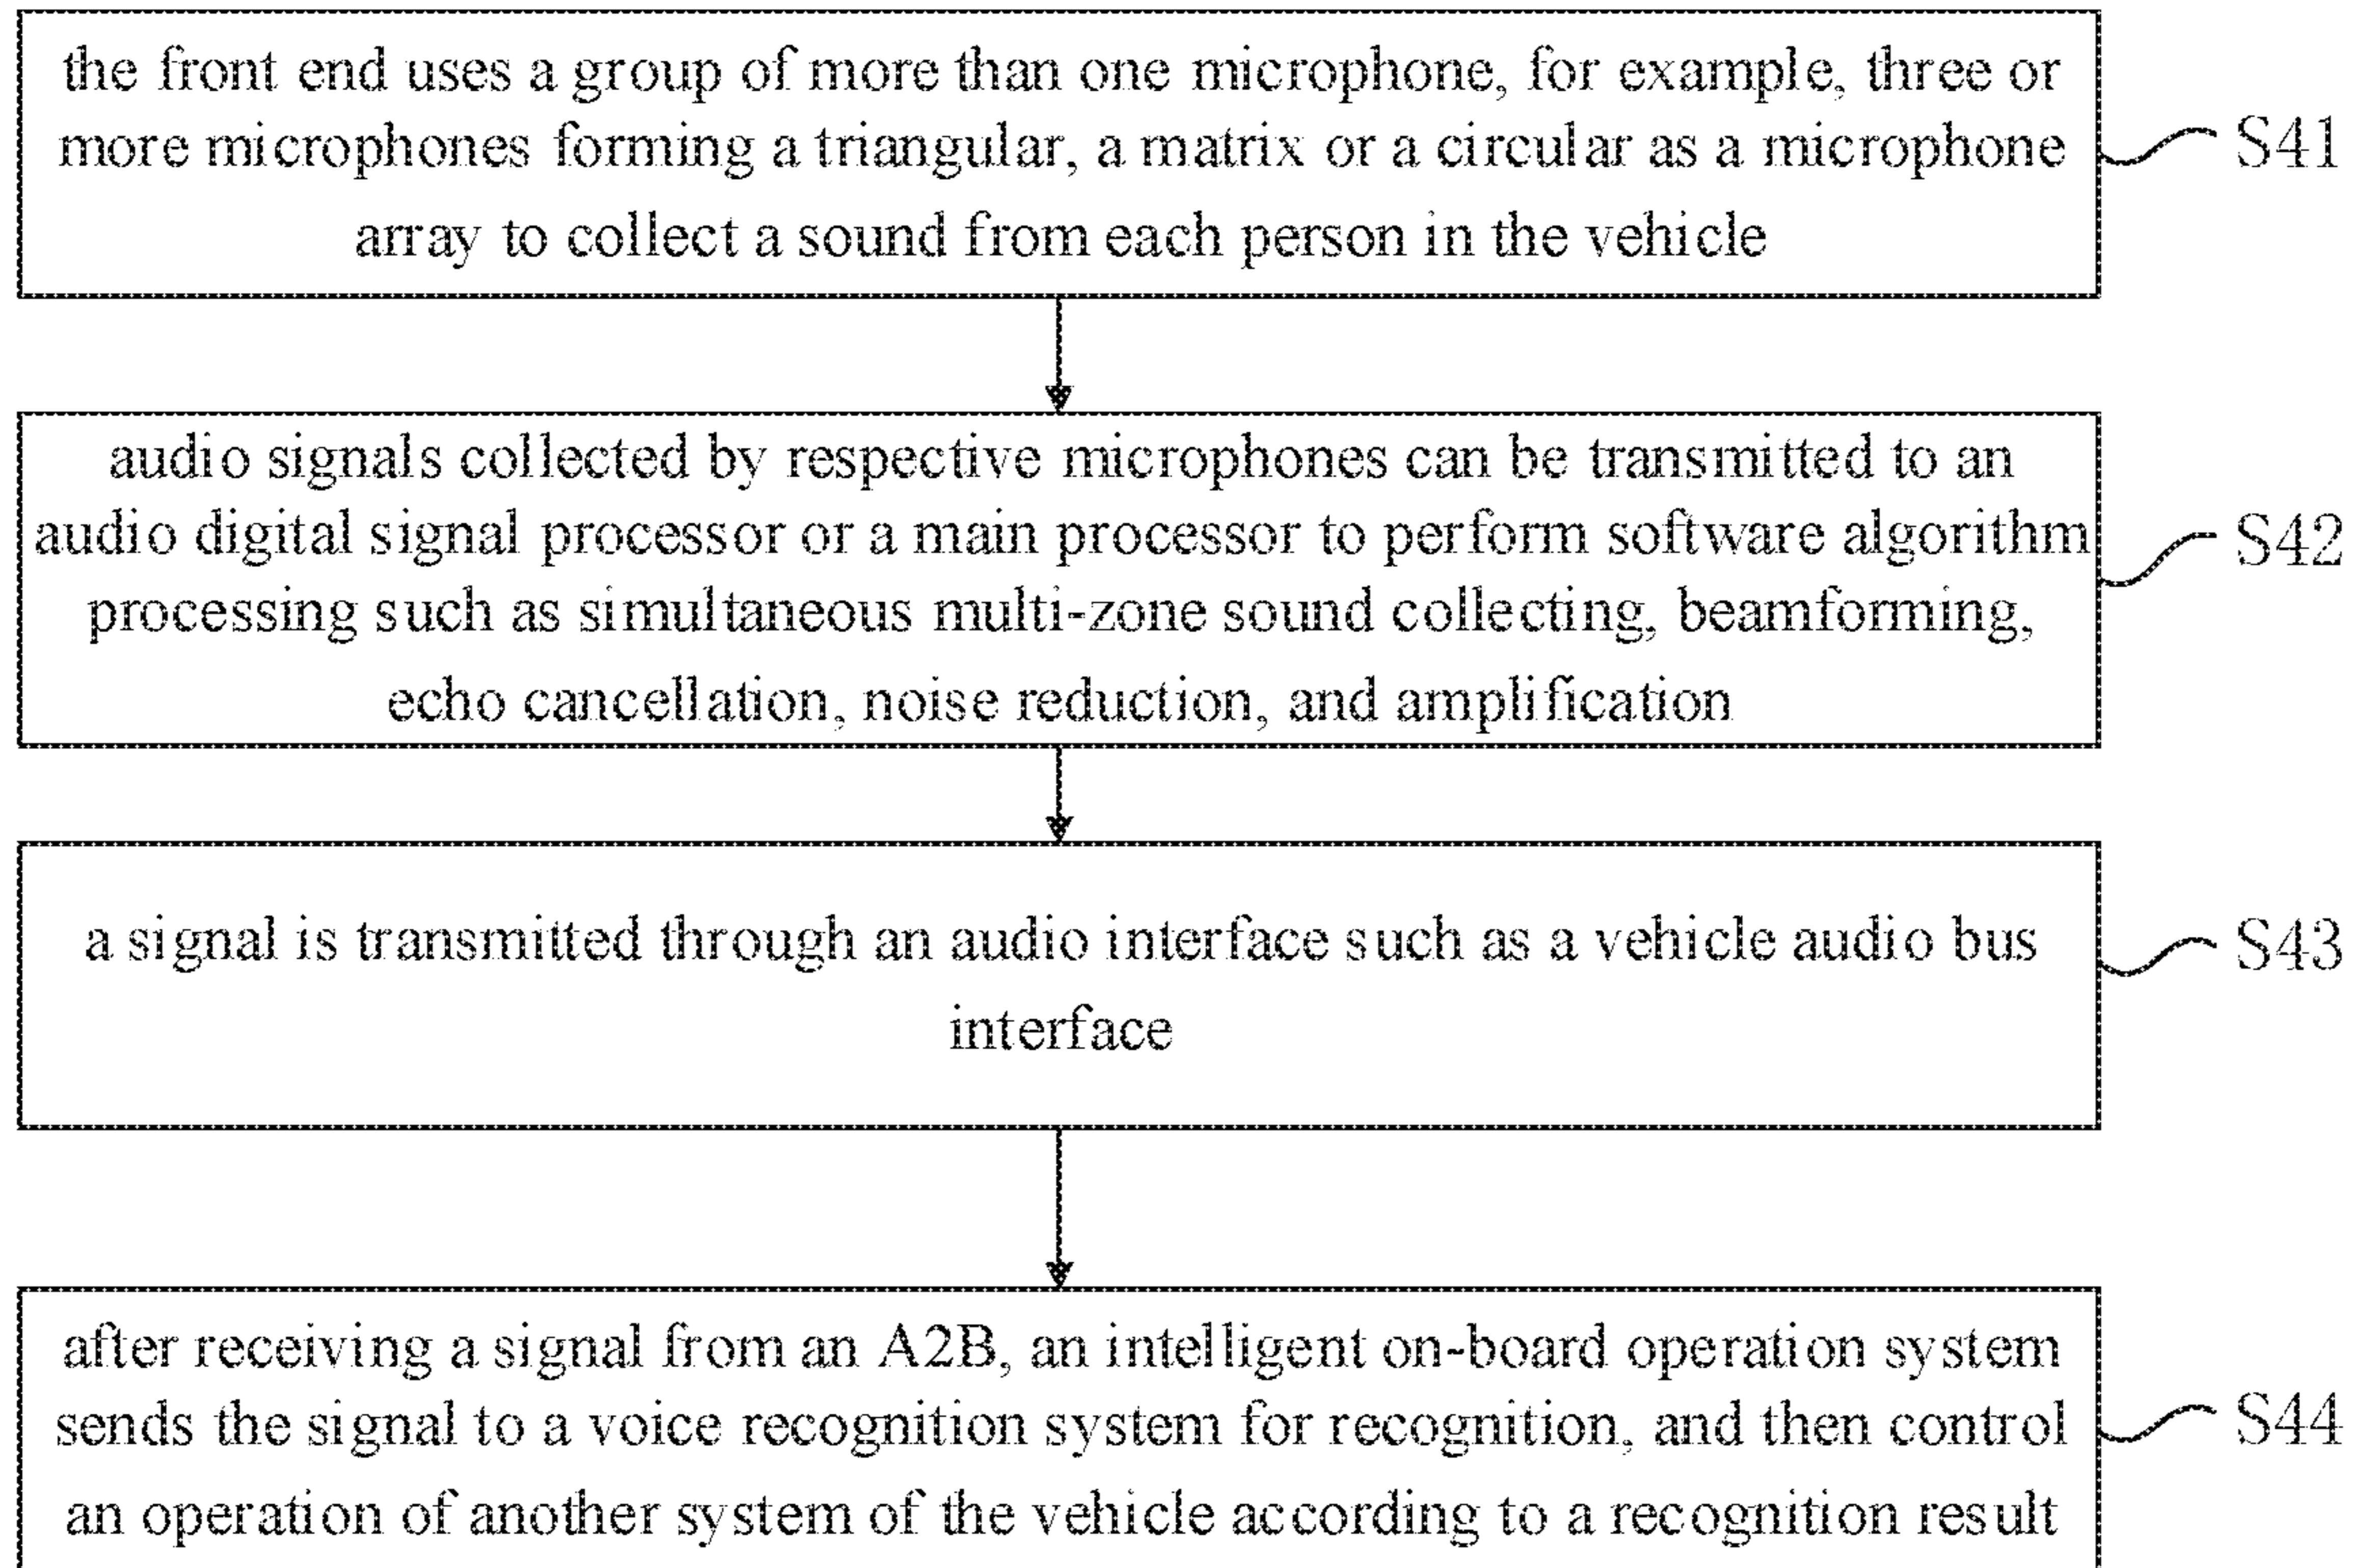 the front end uses a group of more than one microphone, for example, three or
more microphones forming a triangular, a matrix or a circular as a microphone
array to collect a sound from each person in the vehicle
S41
audio signals collected by respective microphones can be transmitted to an
audio digital signal processor or a main processor to perform software algorithm
processing such as simultaneous multi-zone sound collecting, beamforming,
echo cancellation, noise reduction, and amplification
S42
a signal is transmitted through an audio interface such as a vehicle audio bus
interface
S43
after receiving a signal from an A2B, an intelligent on-board operation system
sends the signal to a voice recognition system for recognition, and then control
an operation of another system of the vehicle according to a recognition result
S44